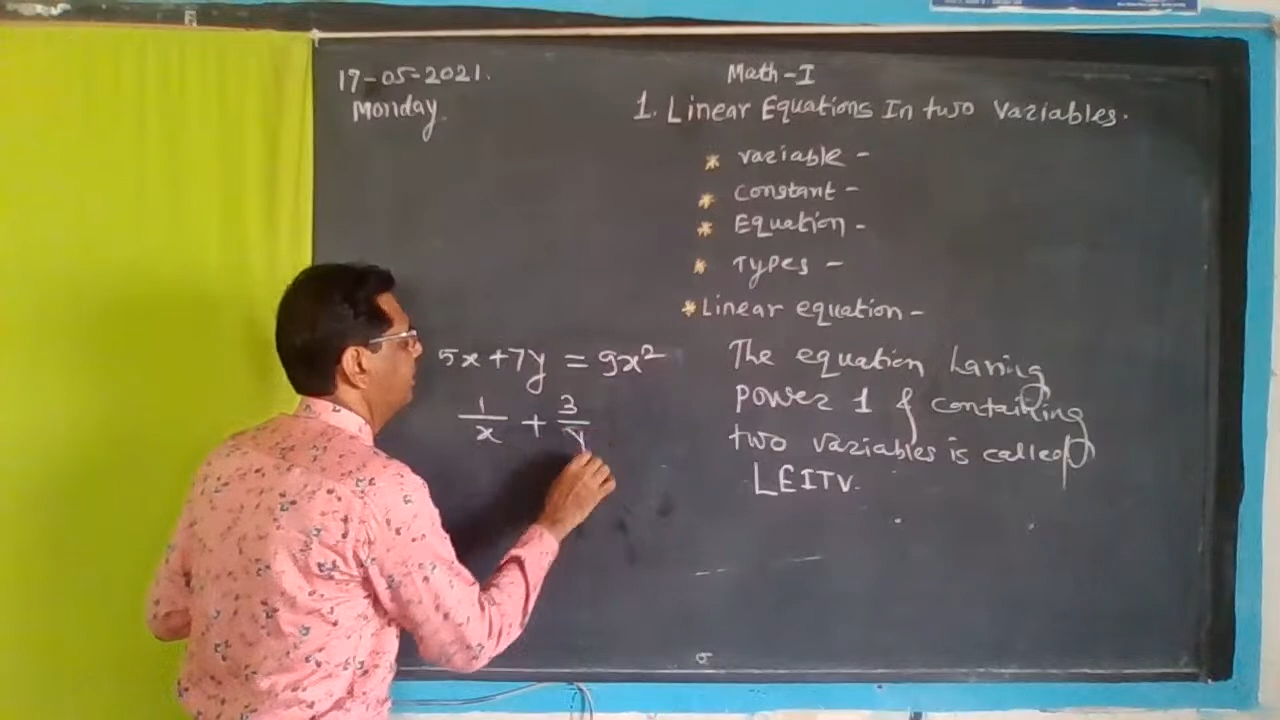 17-05-2021.
Monday.
Math-I
1. Linear Equations In two Variables.
* Variable -
* Constant -
* Equation -
* Types -
* Linear equation -
The equation having
power 1 & containing
two variables is called
LEITV.
5x+7y = 9x²
1/x + 3/y